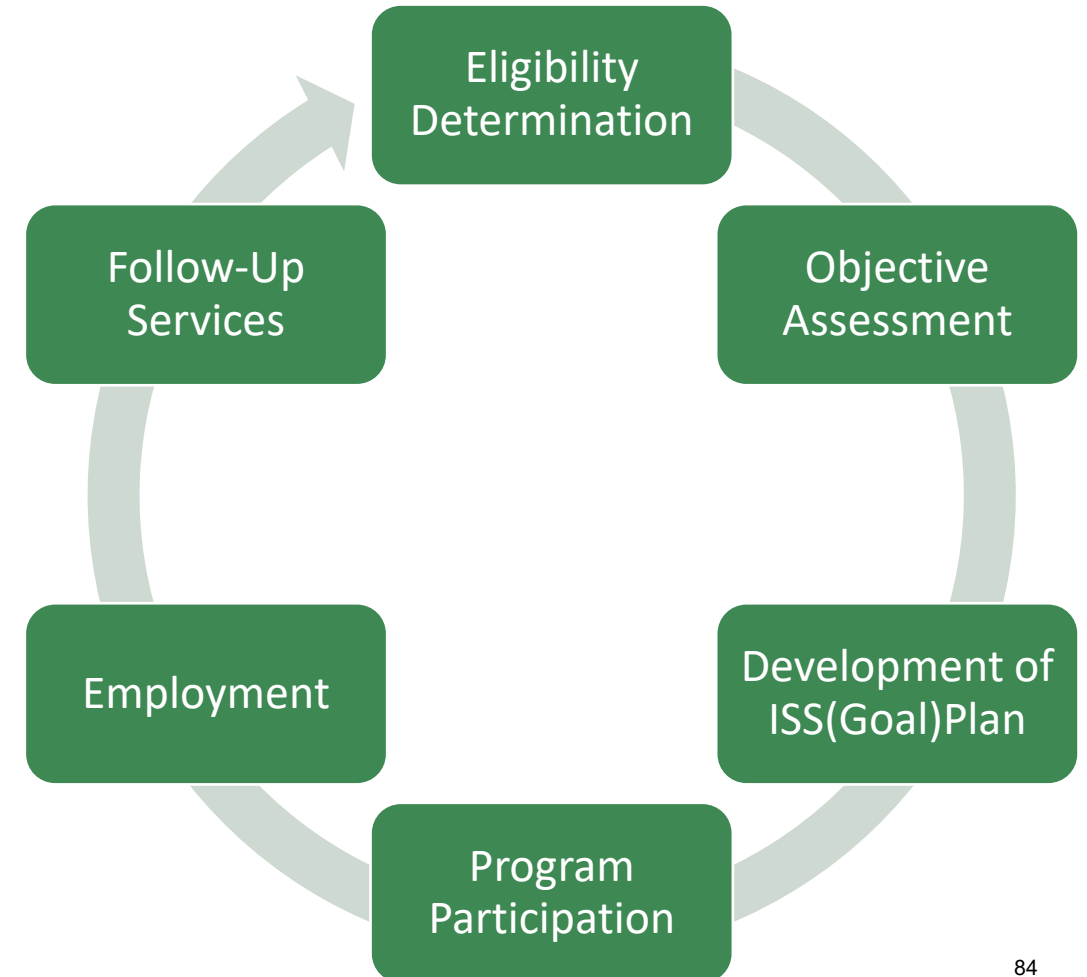 Eligibility
Determination
Objective
Assessment
Development of
ISS(Goal)Plan
Program
Participation
Employment
Follow-Up
Services
84